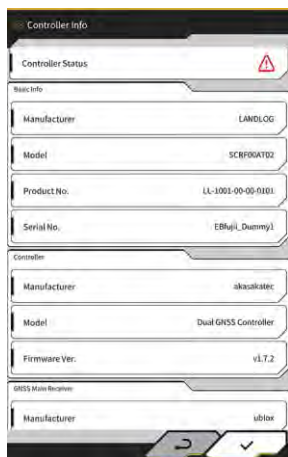 Controller Info
Controller Status
Basic Info
Manufacturer LANDLOG
Model SCRF00AT02
Product No. LL-1001-00-00-0101
Serial No. EBfujii_Dummy1
Controller
Manufacturer akasakatec
Model Dual GNSS Controller
Firmware Ver. v1.7.2
GNSS Main Receiver
Manufacturer ublox